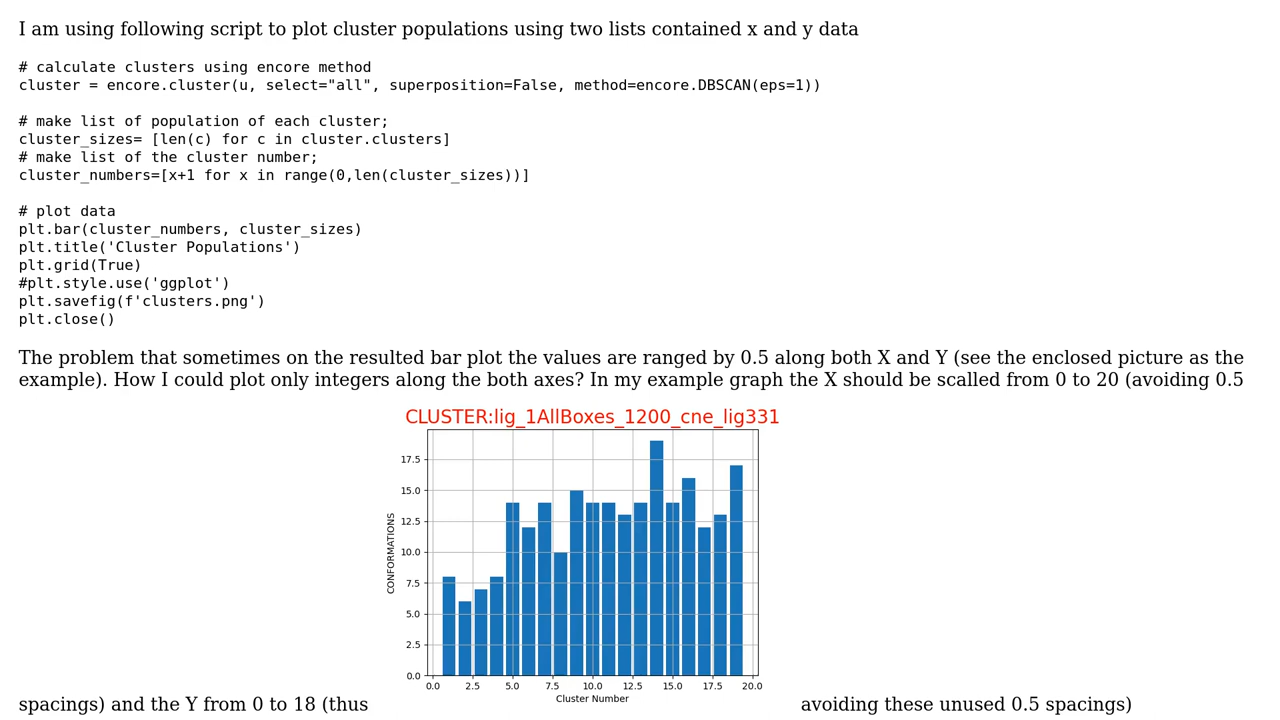 I am using following script to plot cluster populations using two lists contained x and y data
# calculate clusters using encore method
cluster = encore.cluster(u, select="all", superposition=False, method=encore.DBSCAN(eps=1))
# make list of population of each cluster;
cluster_sizes= [len(c) for c in cluster.clusters]
# make list of the cluster number;
cluster_numbers=[x+1 for x in range(0,len(cluster_sizes))]
# plot data
plt.bar(cluster_numbers, cluster_sizes)
plt.title('Cluster Populations')
plt.grid(True)
#plt.style.use('ggplot')
plt.savefig(f'clusters.png')
plt.close()
The problem that sometimes on the resulted bar plot the values are ranged by 0.5 along both X and Y (see the enclosed picture as the
example). How I could plot only integers along the both axes? In my example graph the X should be scalled from 0 to 20 (avoiding 0.5
CLUSTER:lig_1AllBoxes_1200_cne_lig331
17.5
15.0
12.5
10.0
7.5
5.0
2.5
0.0
CONFORMATIONS
0.0 2.5 5.0 7.5 10.0 12.5 15.0 17.5 20.0
Cluster Number
spacings) and the Y from 0 to 18 (thus avoiding these unused 0.5 spacings)